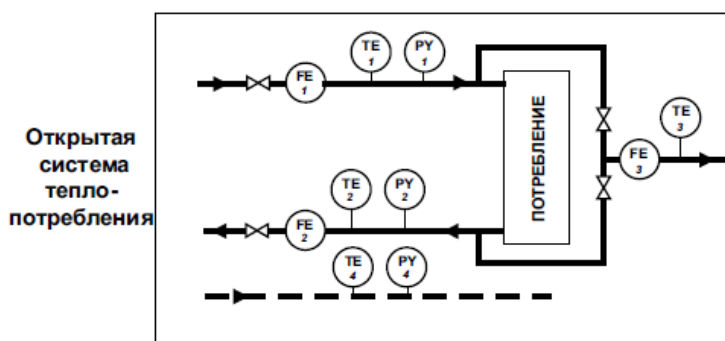 TE
1
PY
1
FE
1
Открытая
система
тепло-
потребления
ПОТРЕБЛЕНИЕ
TE
3
FE
3
TE
2
PY
2
FE
2
TE
4
PY
4